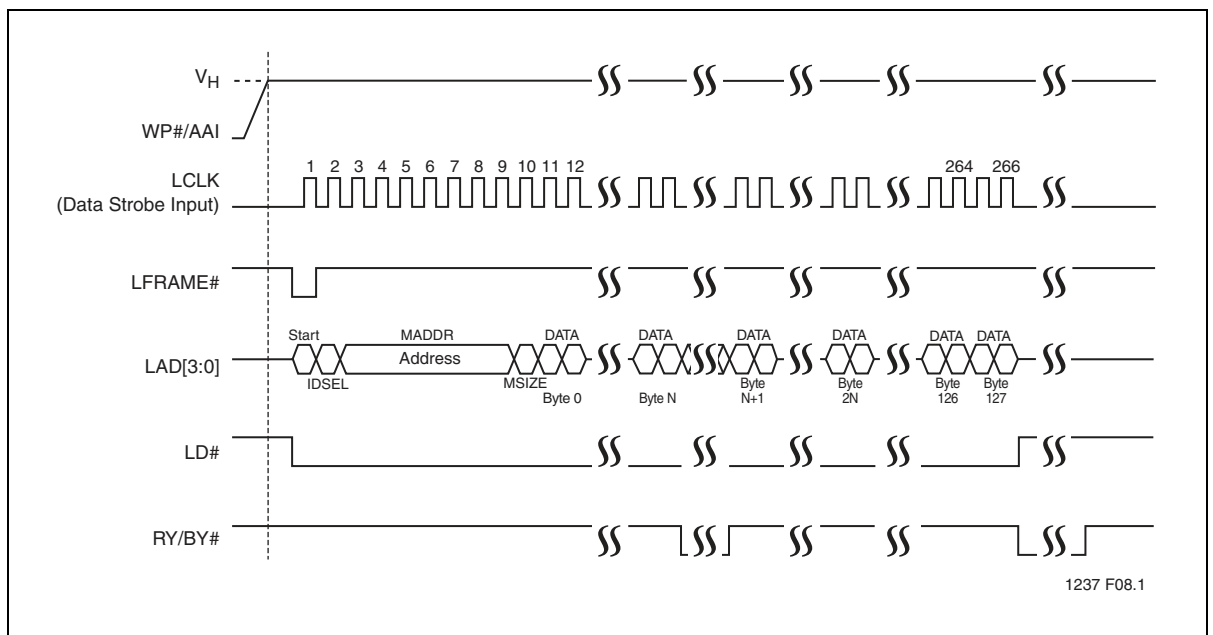 VH
WP#/AAI
1 2 3 4 5 6 7 8 9 10 11 12 264 266
LCLK
(Data Strobe Input)
LFRAME#
Start MADDR DATA DATA DATA DATA DATA DATA
LAD[3:0] Address
IDSEL MSIZE Byte 0 Byte N Byte N+1 Byte 2N Byte 126 Byte 127
LD#
RY/BY#
1237 F08.1